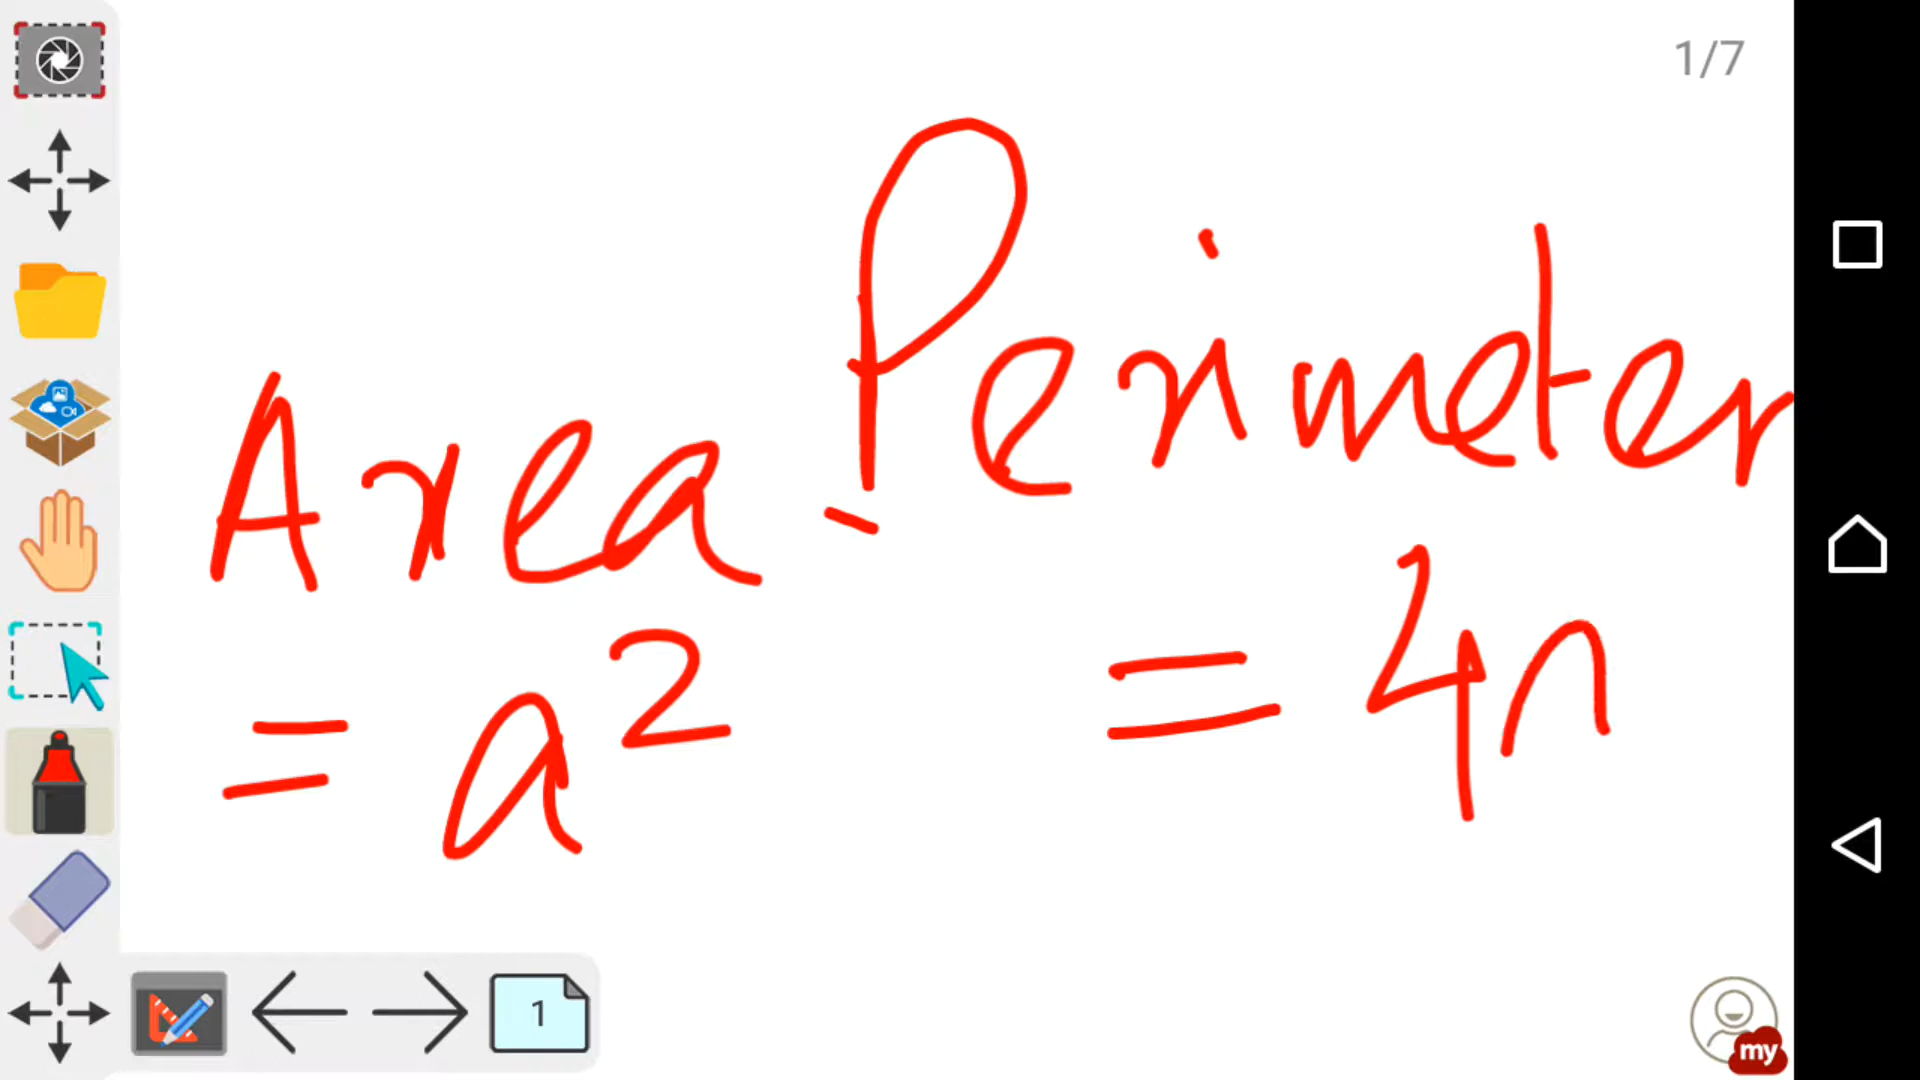 1/7
Area - Perimeter
= a² = 4n
1
my